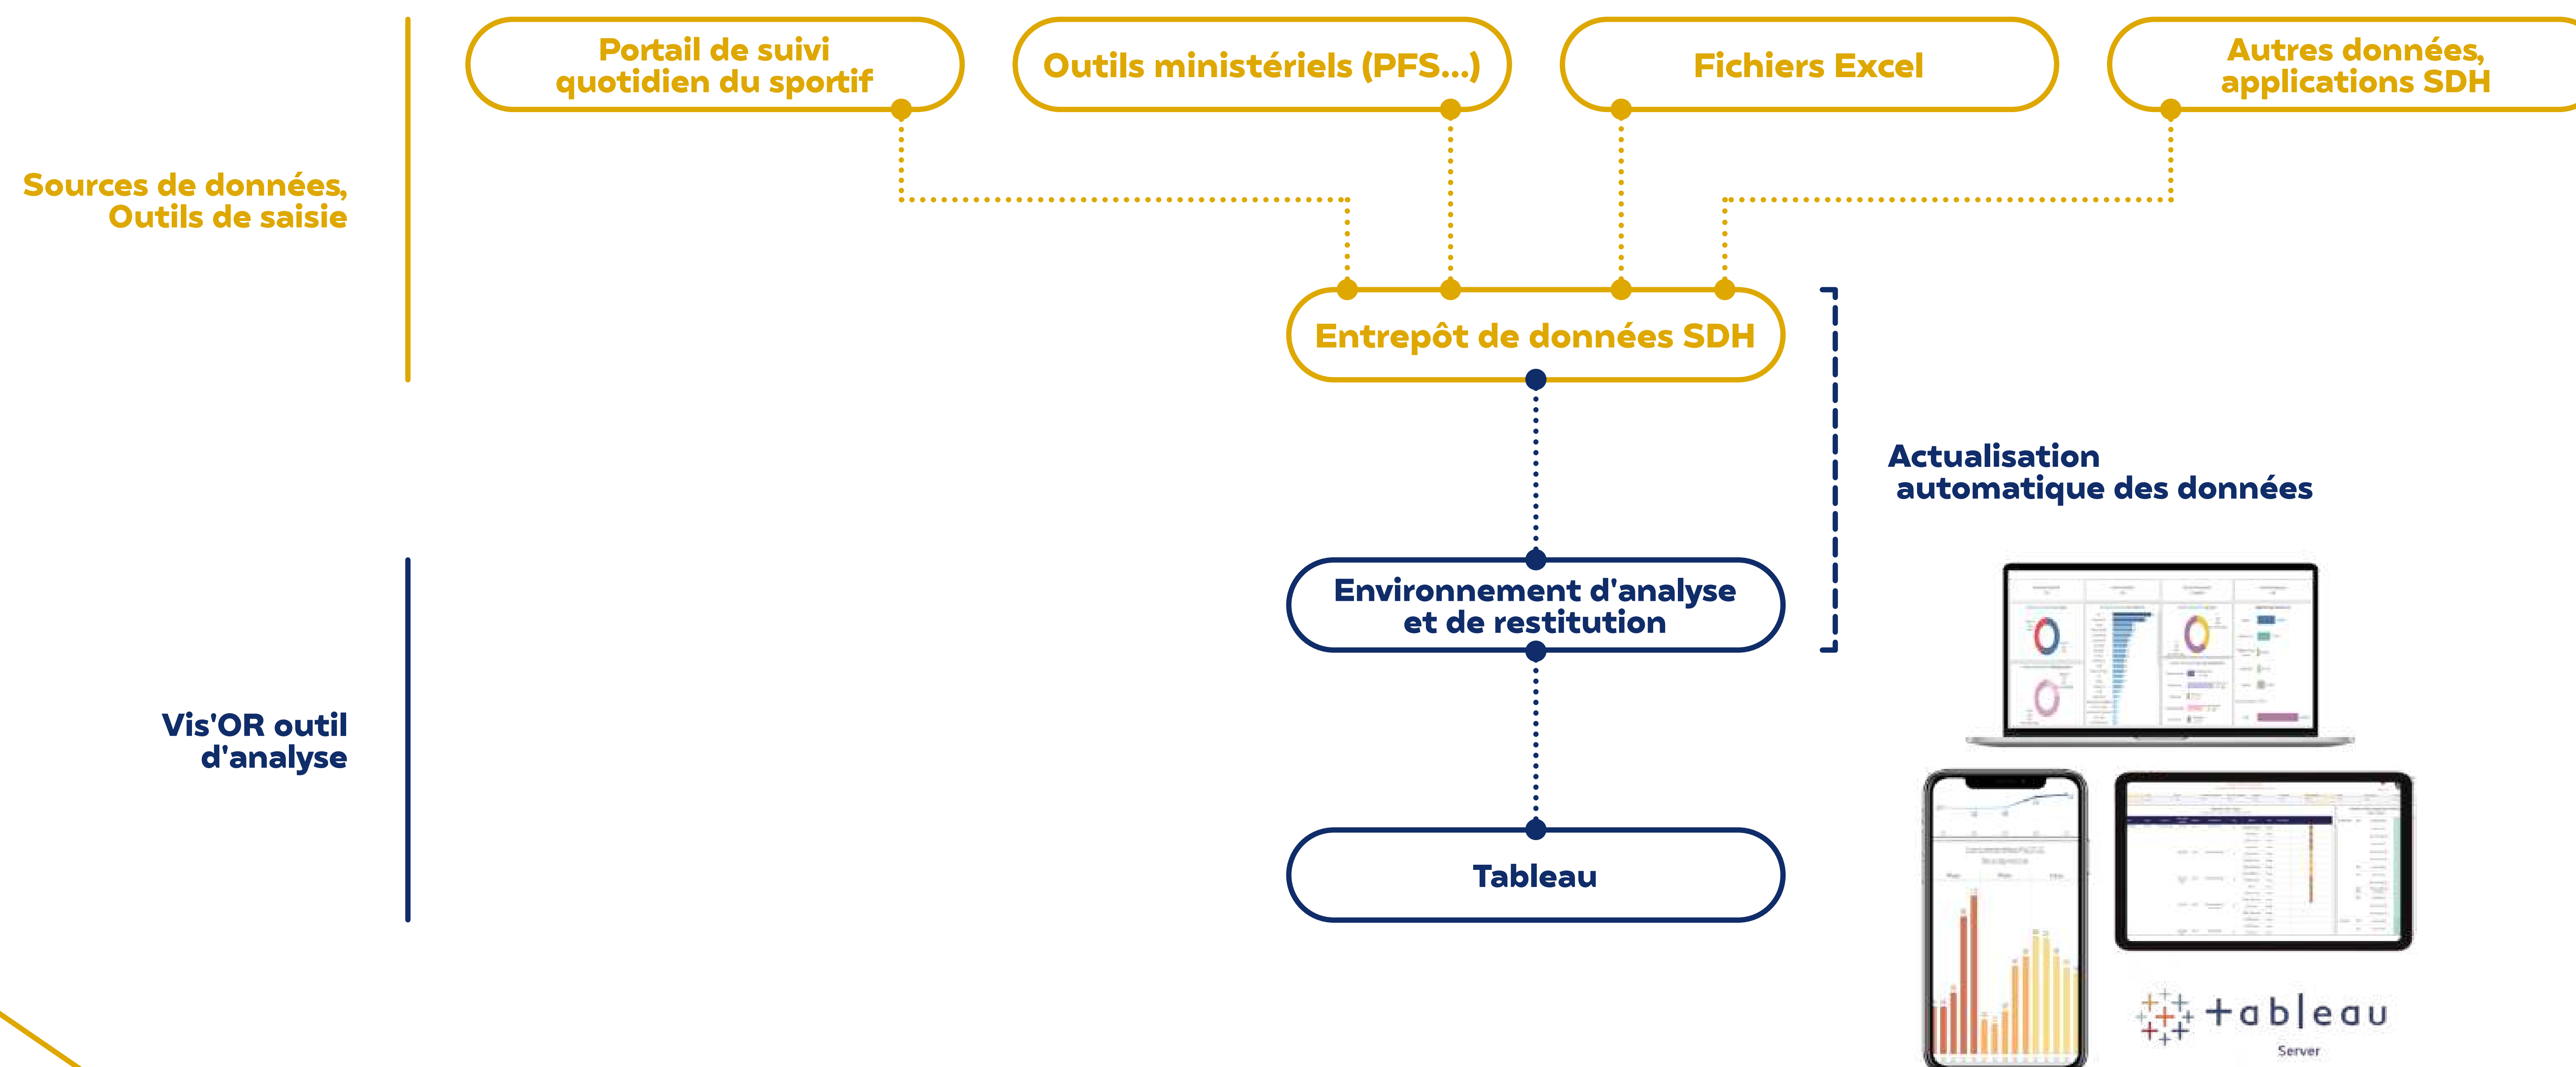 Portail de suivi
quotidien du sportif
Outils ministériels (PFS...)
Fichiers Excel
Autres données,
applications SDH
Sources de données,
Outils de saisie
Entrepôt de données SDH
Actualisation
automatique des données
Environnement d'analyse
et de restitution
Vis'OR outil
d'analyse
Tableau
+ableau
Server